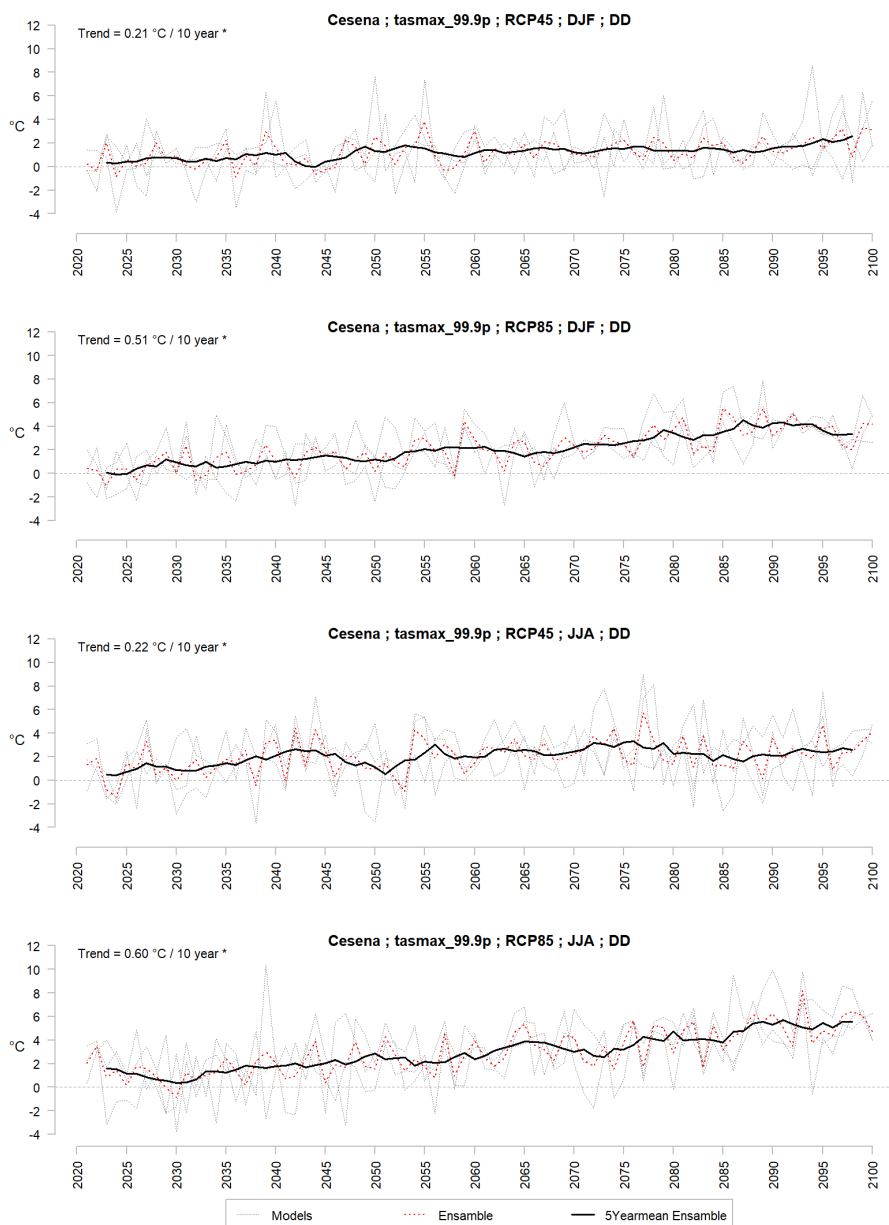 Cesena ; tasmax_99.9p ; RCP45 ; DJF ; DD
Trend = 0.21 °C / 10 year *
12
10
8
6
4
2
0
-2
-4
°C
2020 2025 2030 2035 2040 2045 2050 2055 2060 2065 2070 2075 2080 2085 2090 2095 2100
Cesena ; tasmax_99.9p ; RCP85 ; DJF ; DD
Trend = 0.51 °C / 10 year *
12
10
8
6
4
2
0
-2
-4
°C
2020 2025 2030 2035 2040 2045 2050 2055 2060 2065 2070 2075 2080 2085 2090 2095 2100
Cesena ; tasmax_99.9p ; RCP45 ; JJA ; DD
Trend = 0.22 °C / 10 year *
12
10
8
6
4
2
0
-2
-4
°C
2020 2025 2030 2035 2040 2045 2050 2055 2060 2065 2070 2075 2080 2085 2090 2095 2100
Cesena ; tasmax_99.9p ; RCP85 ; JJA ; DD
Trend = 0.60 °C / 10 year *
12
10
8
6
4
2
0
-2
-4
°C
2020 2025 2030 2035 2040 2045 2050 2055 2060 2065 2070 2075 2080 2085 2090 2095 2100
Models Ensamble 5Yearmean Ensamble